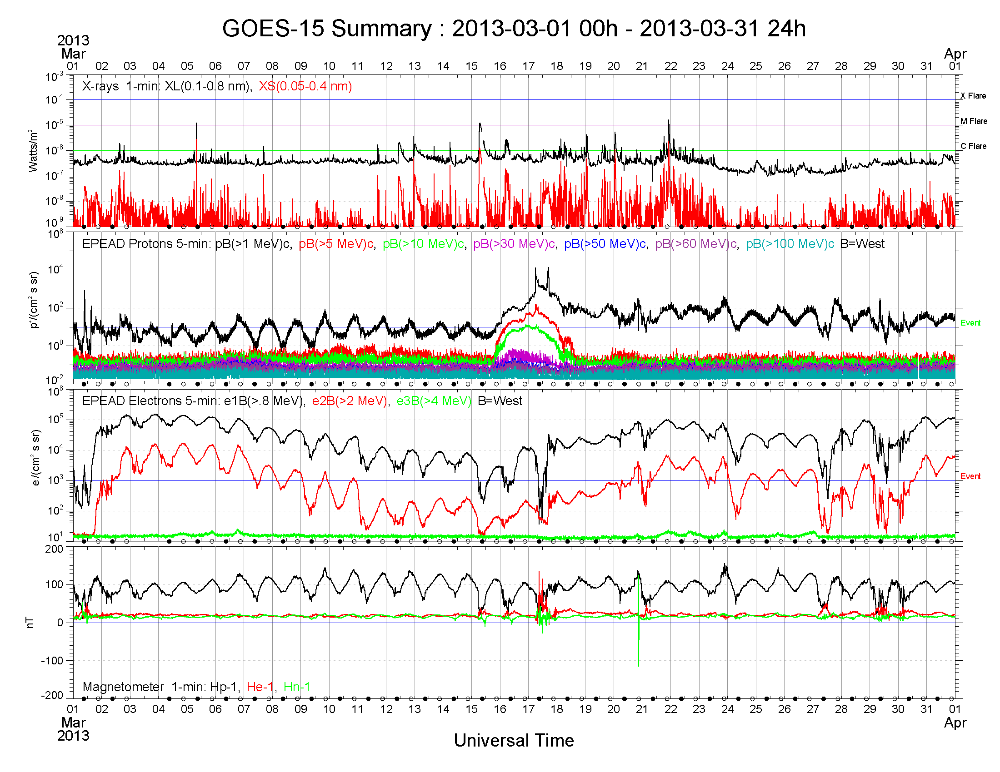 GOES-15 Summary : 2013-03-01 00h - 2013-03-31 24h
2013
Mar
Apr
01 02 03 04 05 06 07 08 09 10 11 12 13 14 15 16 17 18 19 20 21 22 23 24 25 26 27 28 29 30 31 01
X-rays 1-min: XL(0.1-0.8 nm), XS(0.05-0.4 nm)
Watts/m²
10⁻³
10⁻⁴
10⁻⁵
10⁻⁶
10⁻⁷
10⁻⁸
10⁻⁹
X Flare
M Flare
C Flare
EPEAD Protons 5-min: pB(>1 MeV)c, pB(>5 MeV)c, pB(>10 MeV)c, pB(>30 MeV)c, pB(>50 MeV)c, pB(>60 MeV)c, pB(>100 MeV)c B=West
p⁺/(cm² s sr)
10⁶
10⁴
10²
10⁰
10⁻²
Event
EPEAD Electrons 5-min: e1B(>.8 MeV), e2B(>2 MeV), e3B(>4 MeV) B=West
e⁻/(cm² s sr)
10⁶
10⁵
10⁴
10³
10²
10¹
Event
nT
200
100
0
-100
-200
Magnetometer 1-min: Hp-1, He-1, Hn-1
01 02 03 04 05 06 07 08 09 10 11 12 13 14 15 16 17 18 19 20 21 22 23 24 25 26 27 28 29 30 31 01
Mar
2013
Apr
Universal Time